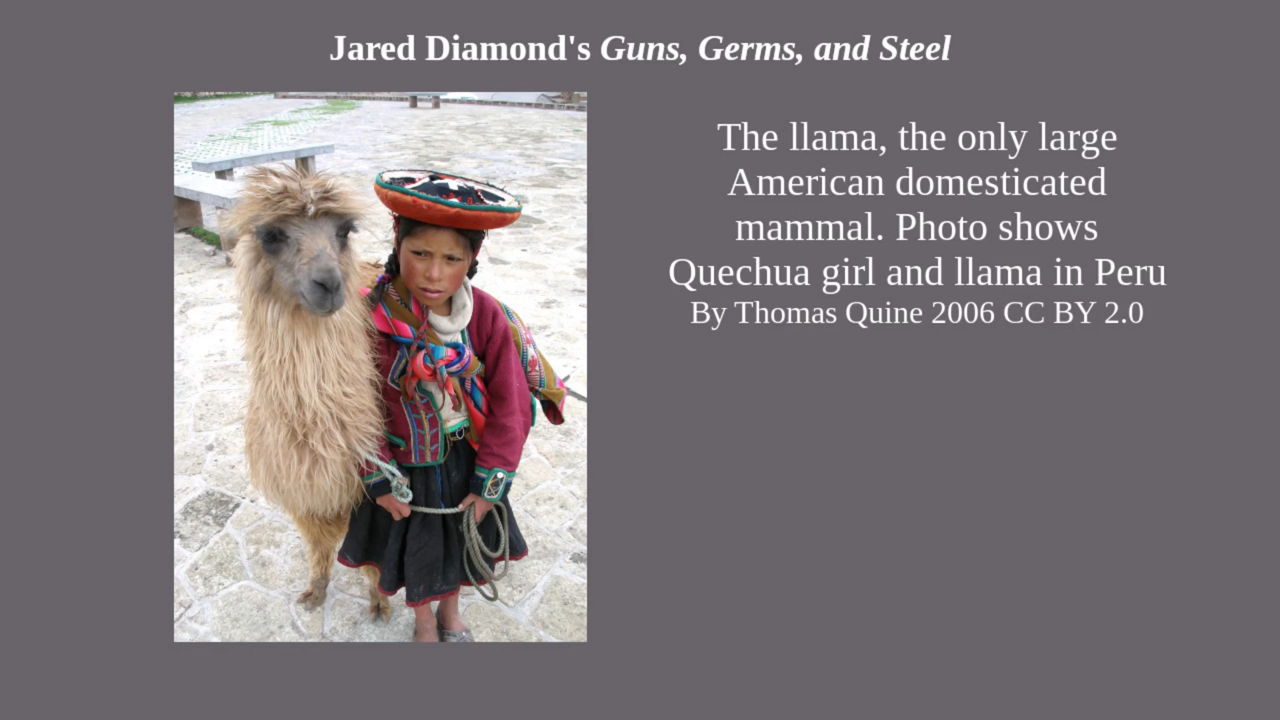 Jared Diamond's Guns, Germs, and Steel
The llama, the only large
American domesticated
mammal. Photo shows
Quechua girl and llama in Peru
By Thomas Quine 2006 CC BY 2.0